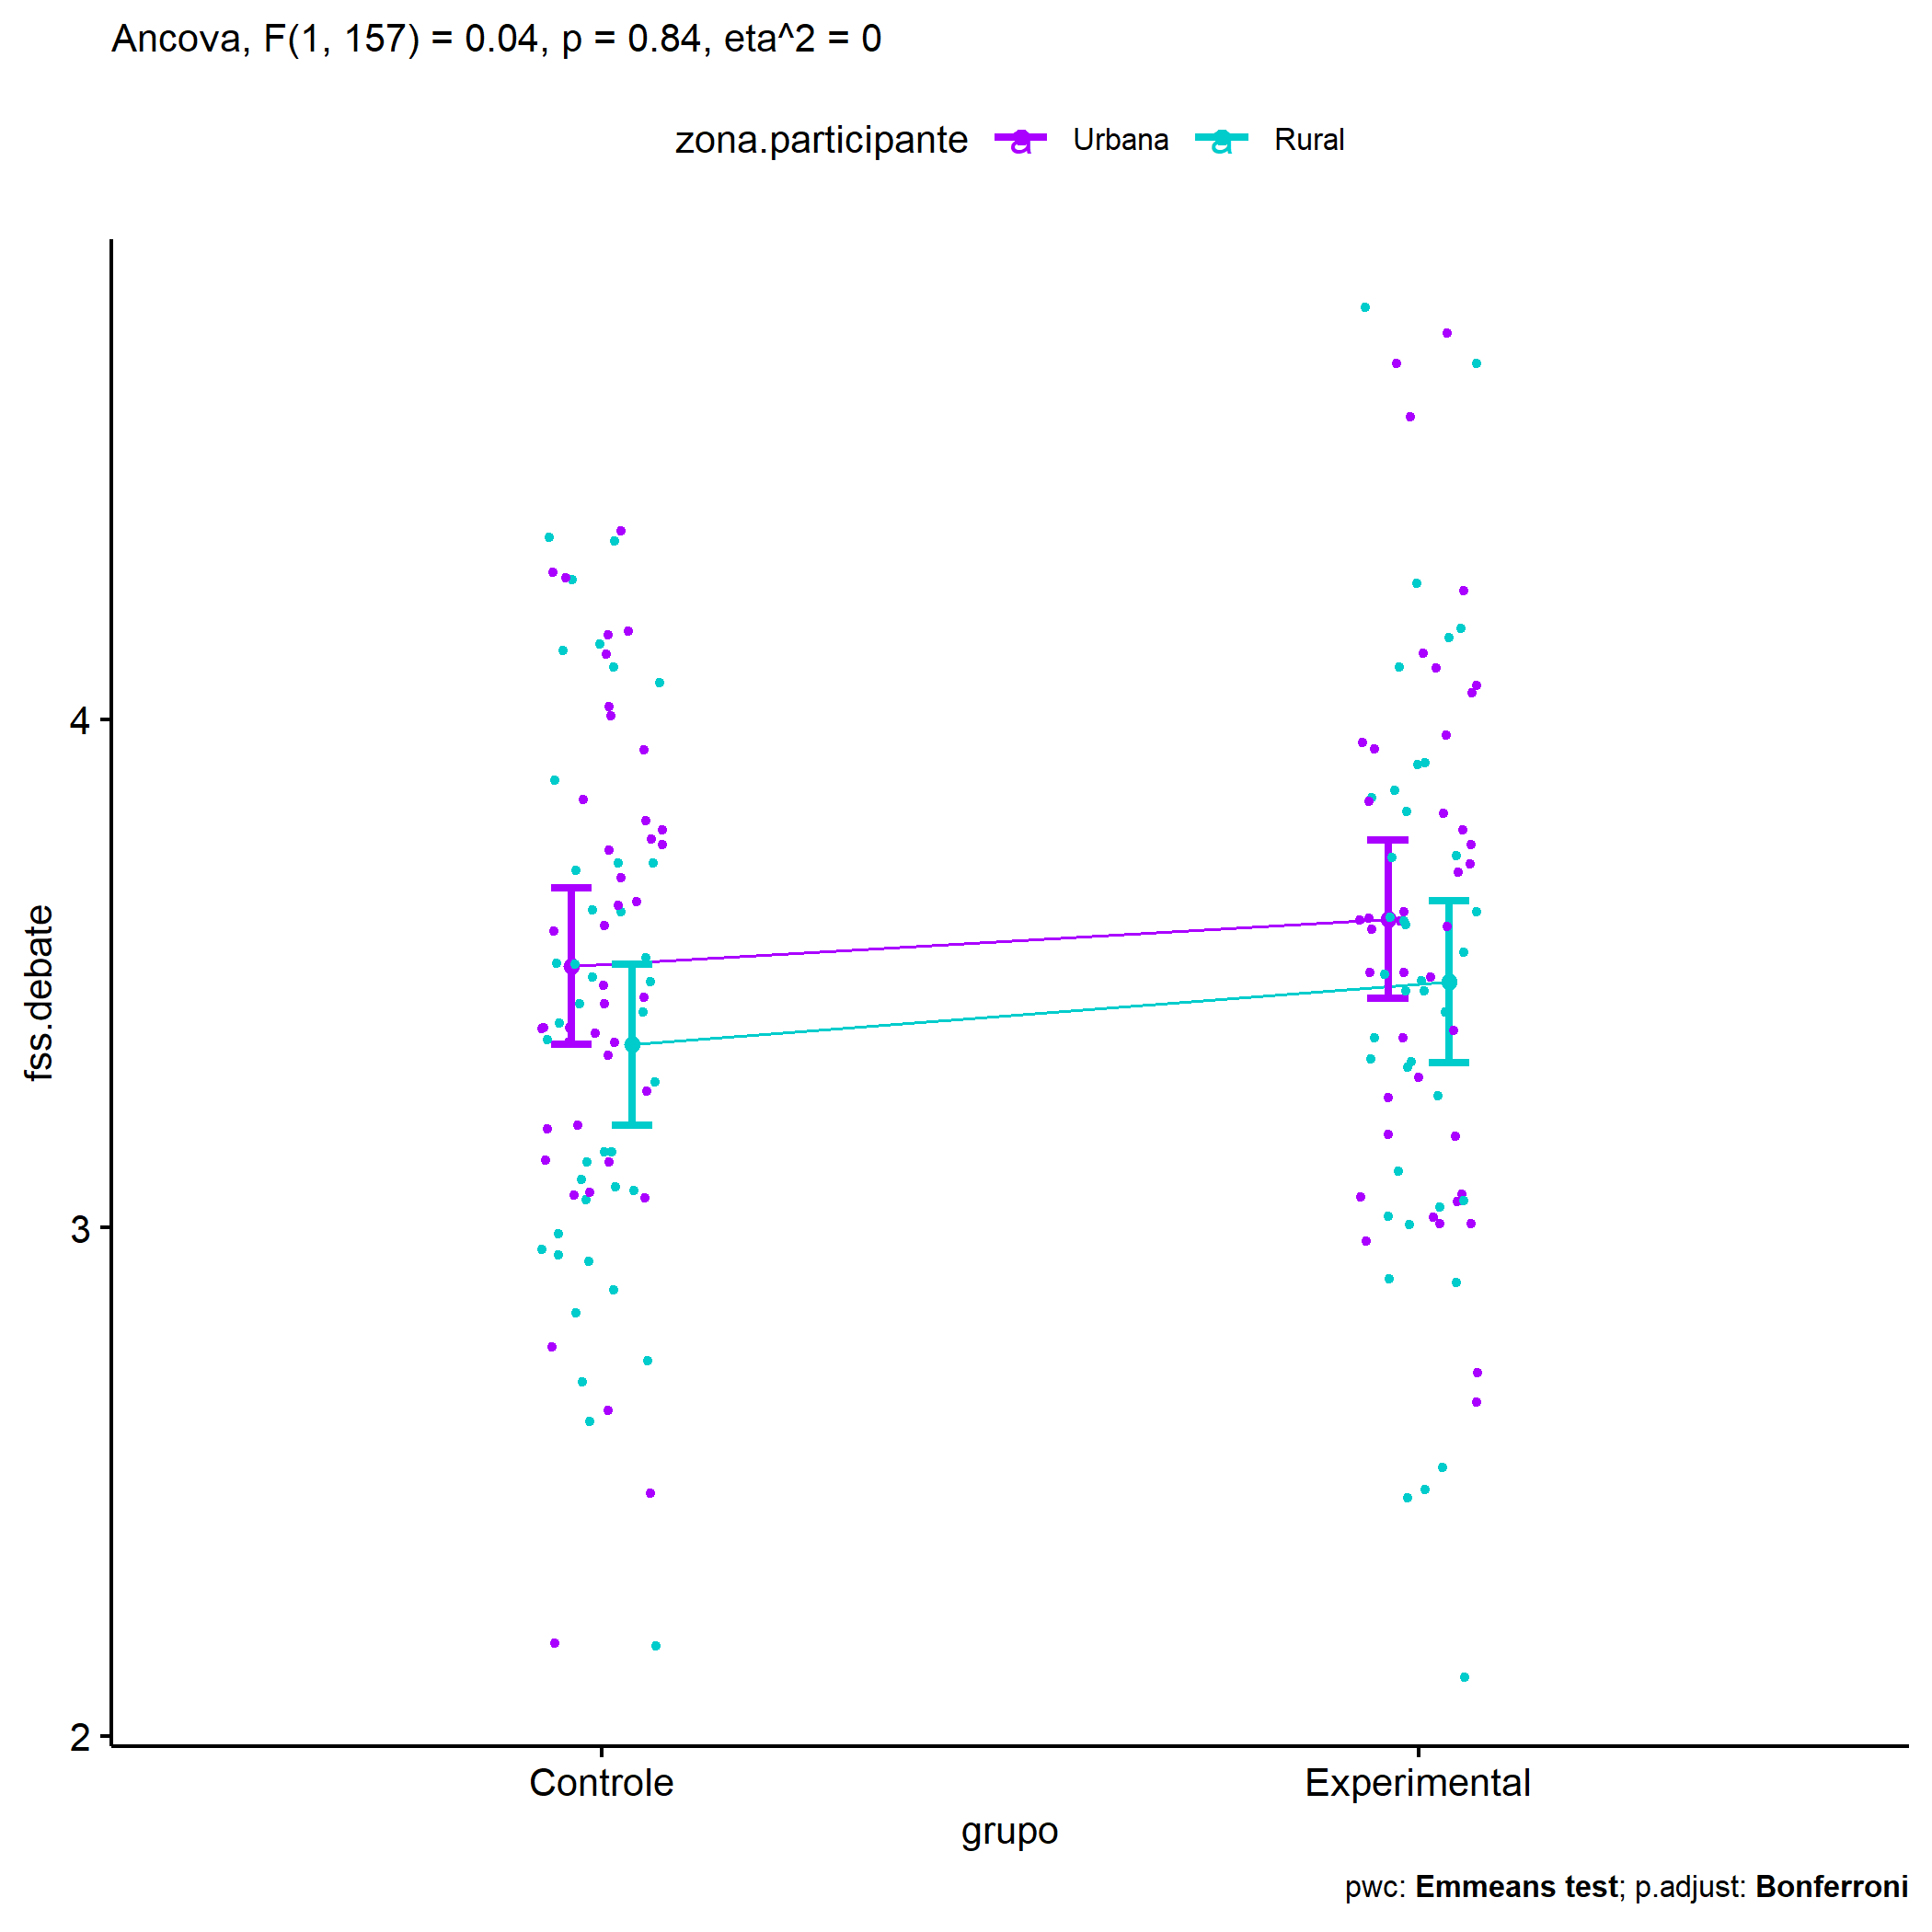 Ancova, F(1, 157) = 0.04, p = 0.84, eta^2 = 0
zona.participante a Urbana a Rural
fss.debate
4
3
2
Controle Experimental
grupo
pwc: Emmeans test; p.adjust: Bonferroni